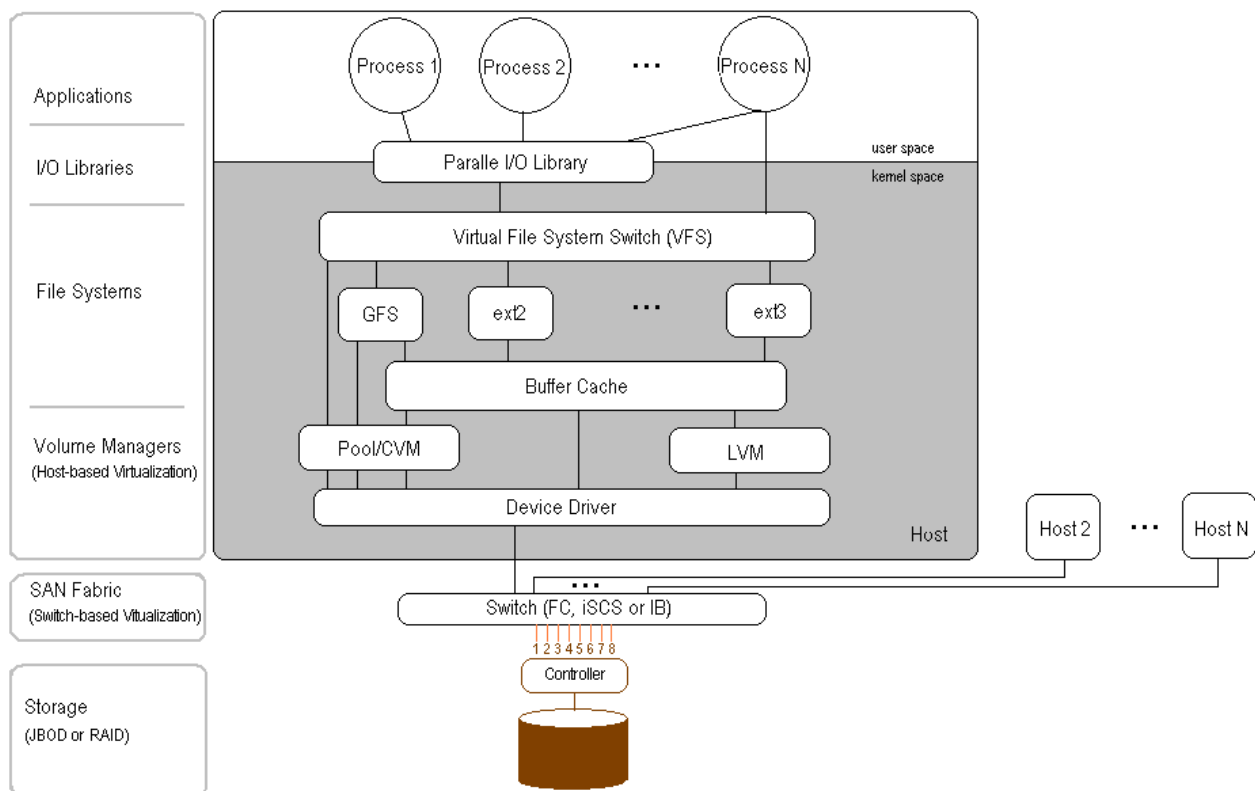 Applications
I/O Libraries
File Systems
Volume Managers
(Host-based Virtualization)
SAN Fabric
(Switch-based Vitualization)
Storage
(JBOD or RAID)
Process 1
Process 2
...
Process N
user space
Paralle I/O Library
kernel space
Virtual File System Switch (VFS)
GFS
ext2
...
ext3
Buffer Cache
Pool/CVM
LVM
Device Driver
Host
Host 2
...
Host N
...
Switch (FC, iSCS or IB)
1 2 3 4 5 6 7 8
Controller